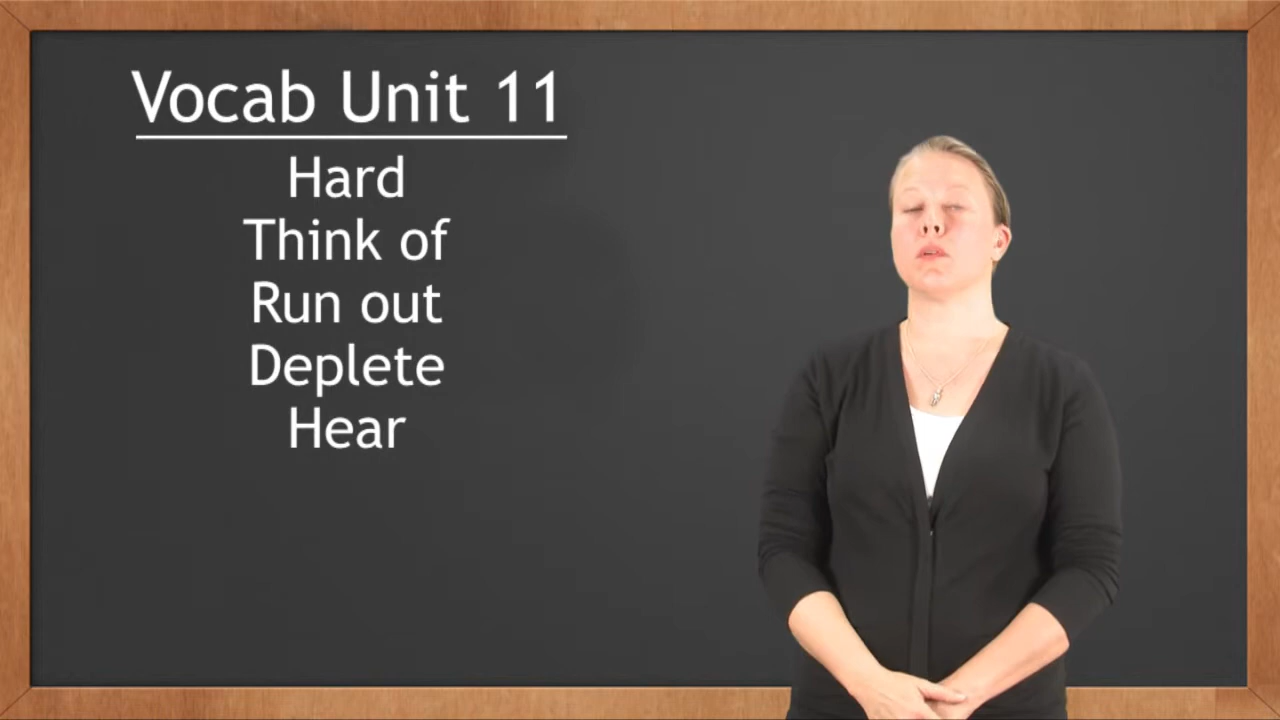 Vocab Unit 11
Hard
Think of
Run out
Deplete
Hear